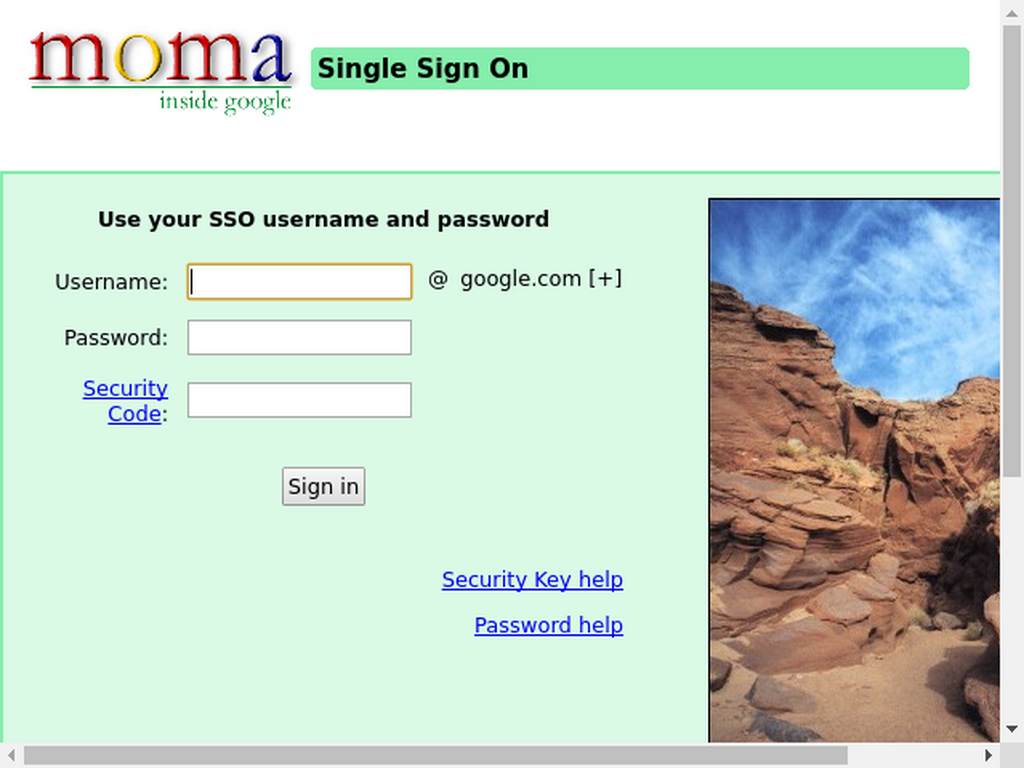 moma
inside google
Single Sign On
Use your SSO username and password
Username:
@ google.com [+]
Password:
Security
Code:
Sign in
Security Key help
Password help